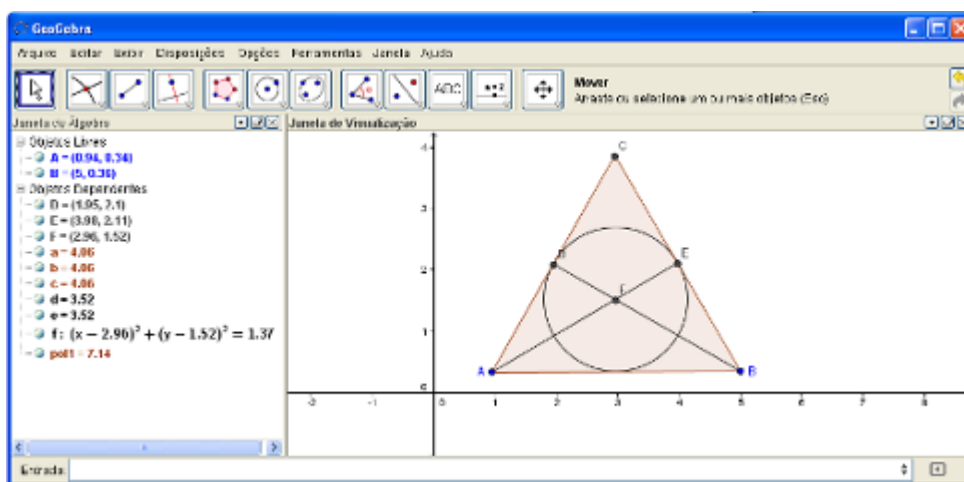 GeoGebra
Arquivo Editar Exibir Disposições Opções Ferramentas Janela Ajuda
ABC a=2
Mover
Arraste ou selecione um ou mais objetos (Esc)
Janela de Álgebra
Janela de Visualização
Objetos Livres
A = (0.94, 0.34)
B = (5, 0.36)
Objetos Dependentes
D = (1.95, 2.1)
E = (3.98, 2.11)
F = (2.96, 1.52)
a = 4.06
b = 4.06
c = 4.06
d = 3.52
e = 3.52
f: (x − 2.96)² + (y − 1.52)² = 1.37
pol1 = 7.14
4
C
3
D
E
2
F
1
A
B
0
-2 -1 0 1 2 3 4 5 6 7 8
Entrada: